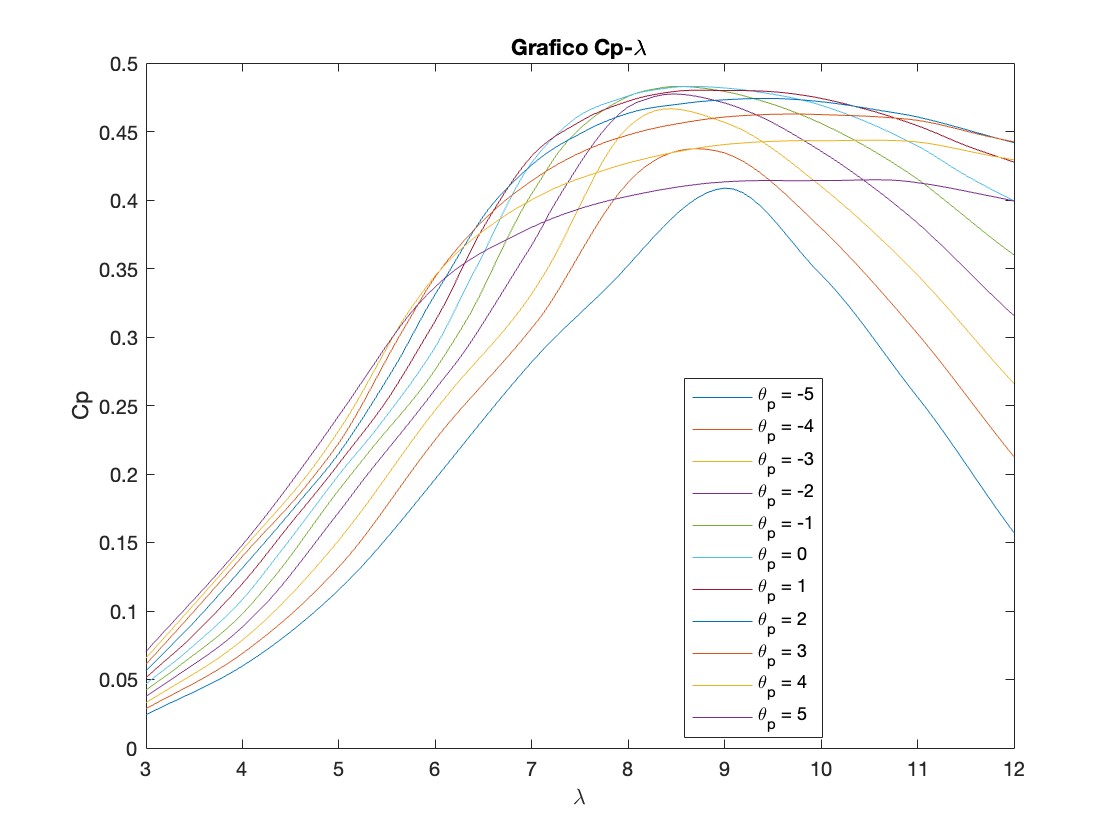 Grafico Cp-λ
0.5
0.45
0.4
0.35
0.3
0.25
0.2
0.15
0.1
0.05
0
Cp
θp = -5
θp = -4
θp = -3
θp = -2
θp = -1
θp = 0
θp = 1
θp = 2
θp = 3
θp = 4
θp = 5
3 4 5 6 7 8 9 10 11 12
λ